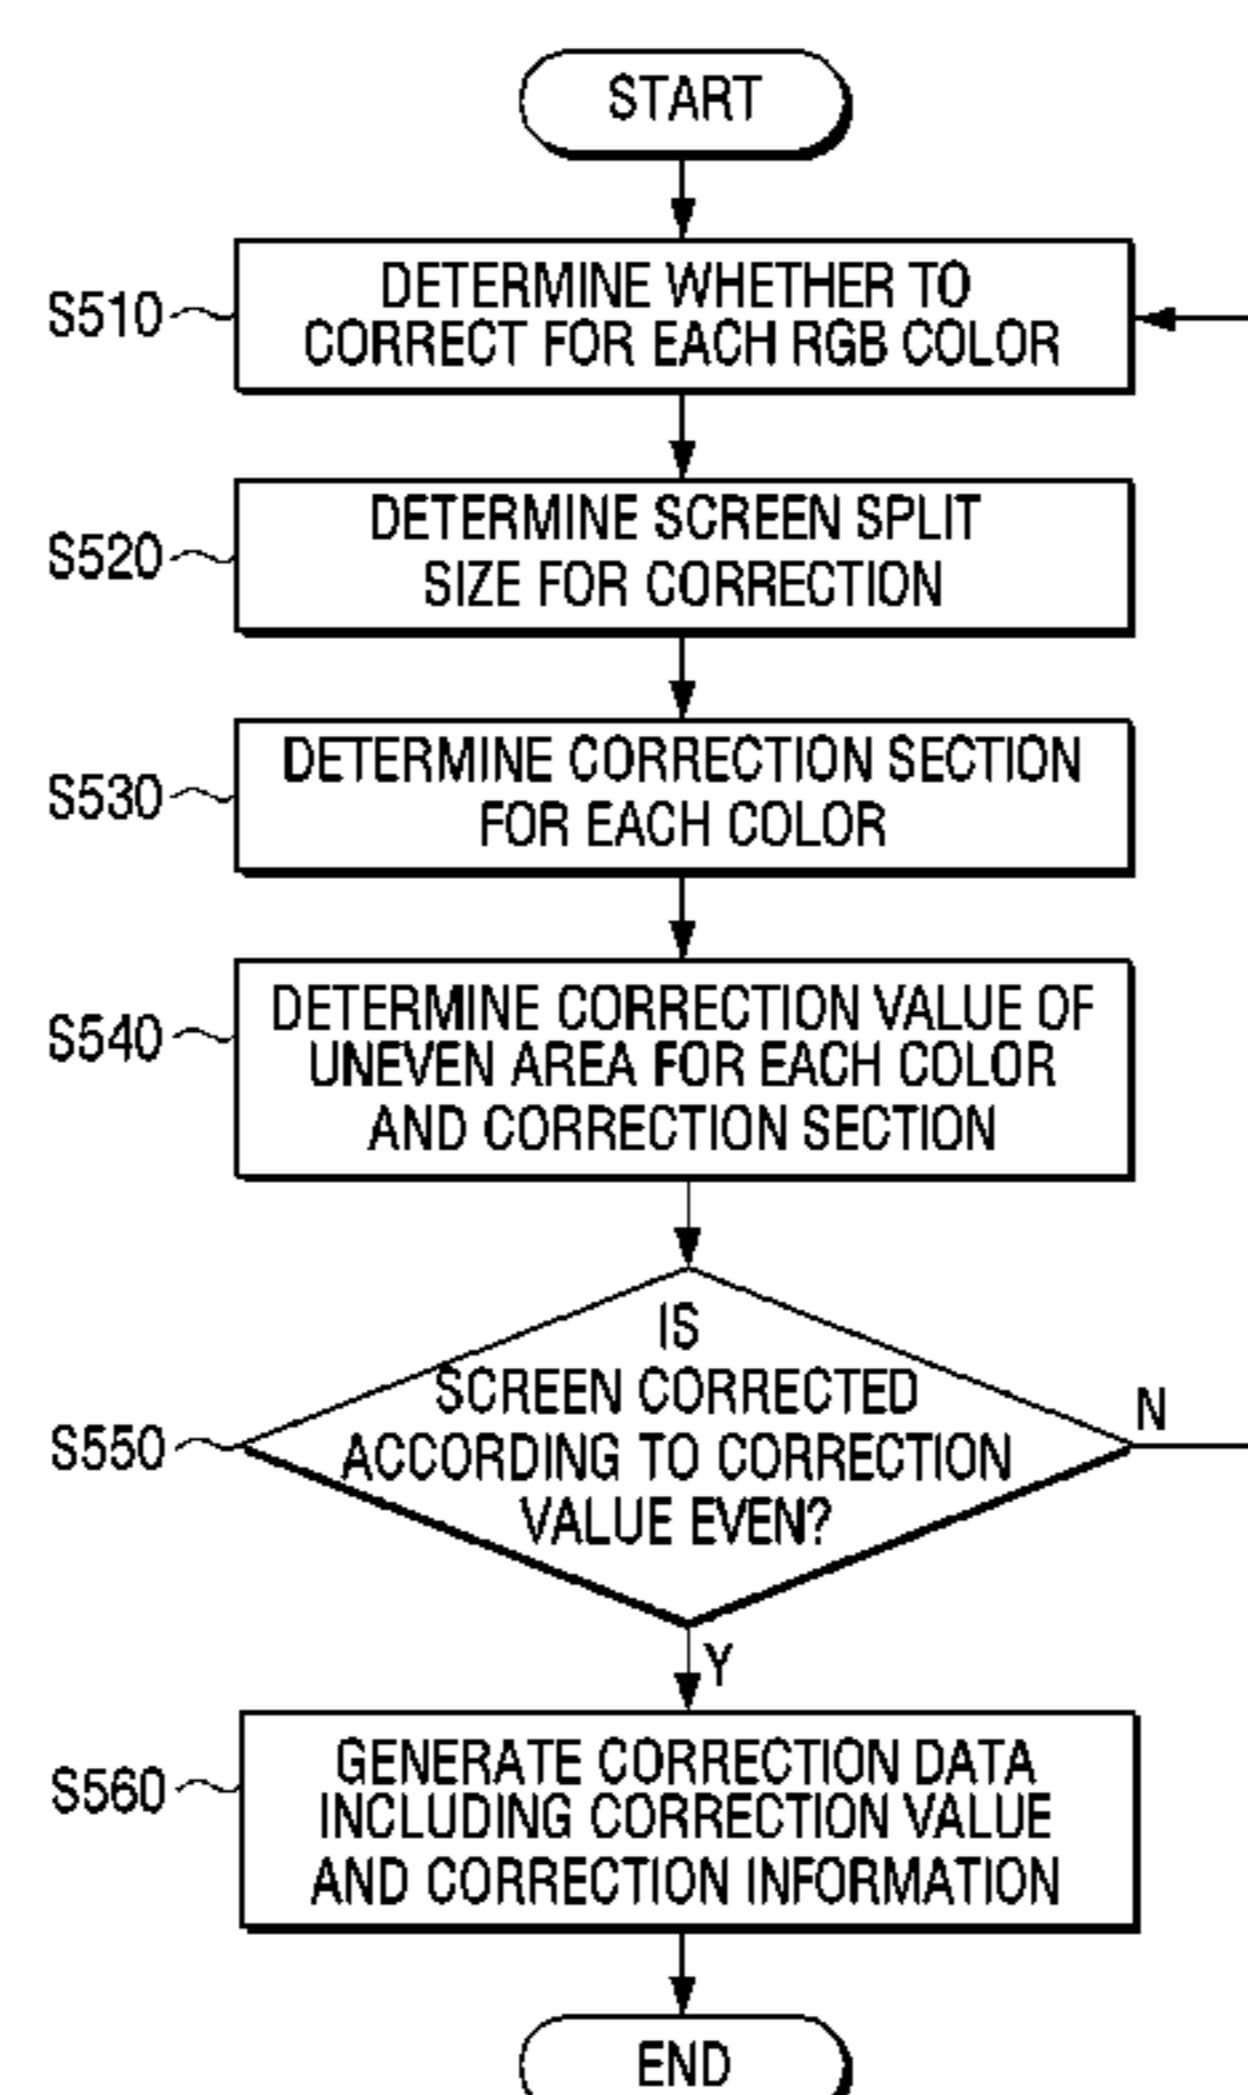 START
S510
DETERMINE WHETHER TO
CORRECT FOR EACH RGB COLOR
S520
DETERMINE SCREEN SPLIT
SIZE FOR CORRECTION
S530
DETERMINE CORRECTION SECTION
FOR EACH COLOR
S540
DETERMINE CORRECTION VALUE OF
UNEVEN AREA FOR EACH COLOR
AND CORRECTION SECTION
S550
IS
SCREEN CORRECTED
ACCORDING TO CORRECTION
VALUE EVEN?
N
Y
S560
GENERATE CORRECTION DATA
INCLUDING CORRECTION VALUE
AND CORRECTION INFORMATION
END